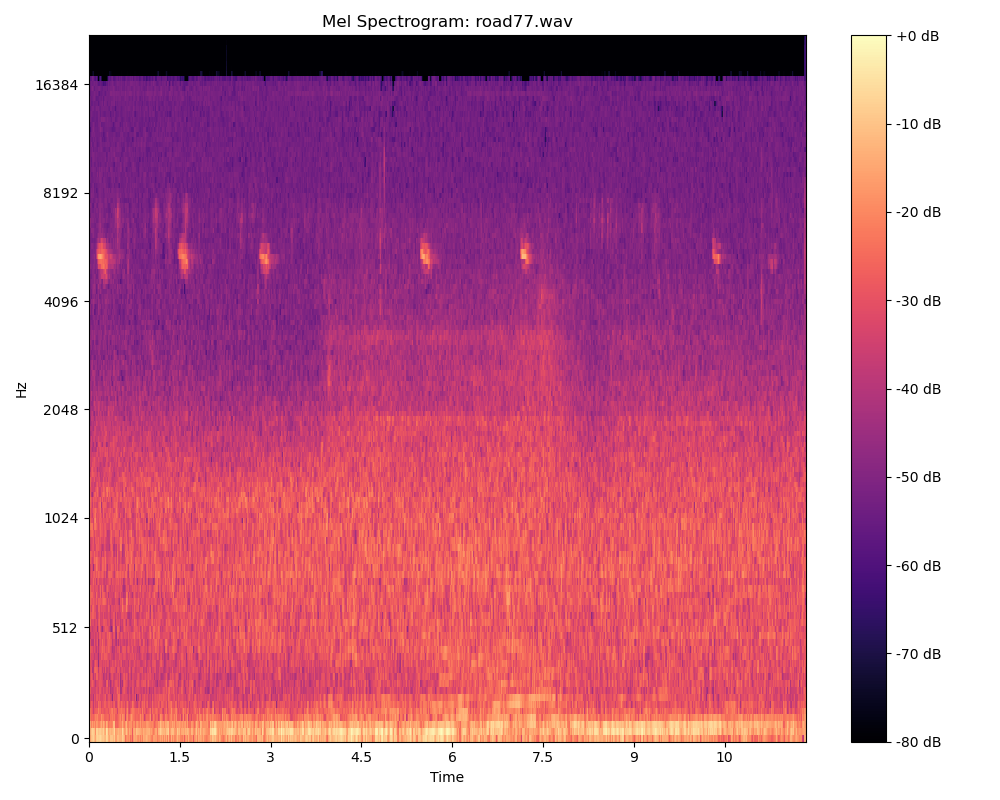 Mel Spectrogram: road77.wav
+0 dB
16384
-10 dB
8192
-20 dB
4096
-30 dB
Hz
-40 dB
2048
-50 dB
1024
-60 dB
512
-70 dB
0
-80 dB
0 1.5 3 4.5 6 7.5 9 10
Time